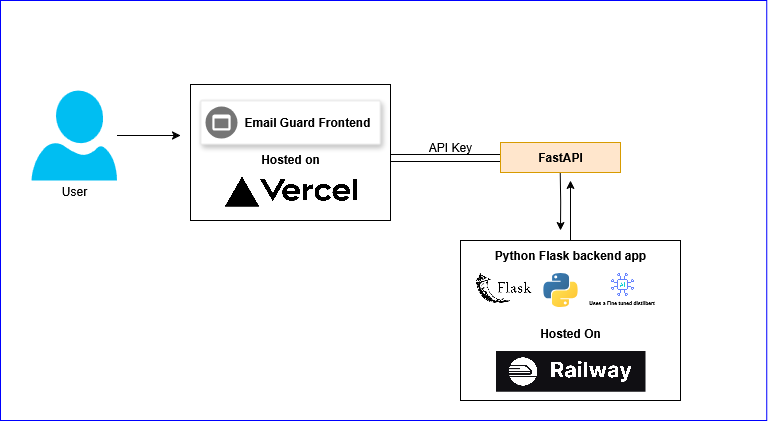 User
Email Guard Frontend
Hosted on
Vercel
API Key
FastAPI
Python Flask backend app
Flask
Uses a Fine tuned distilbert
Hosted On
Railway